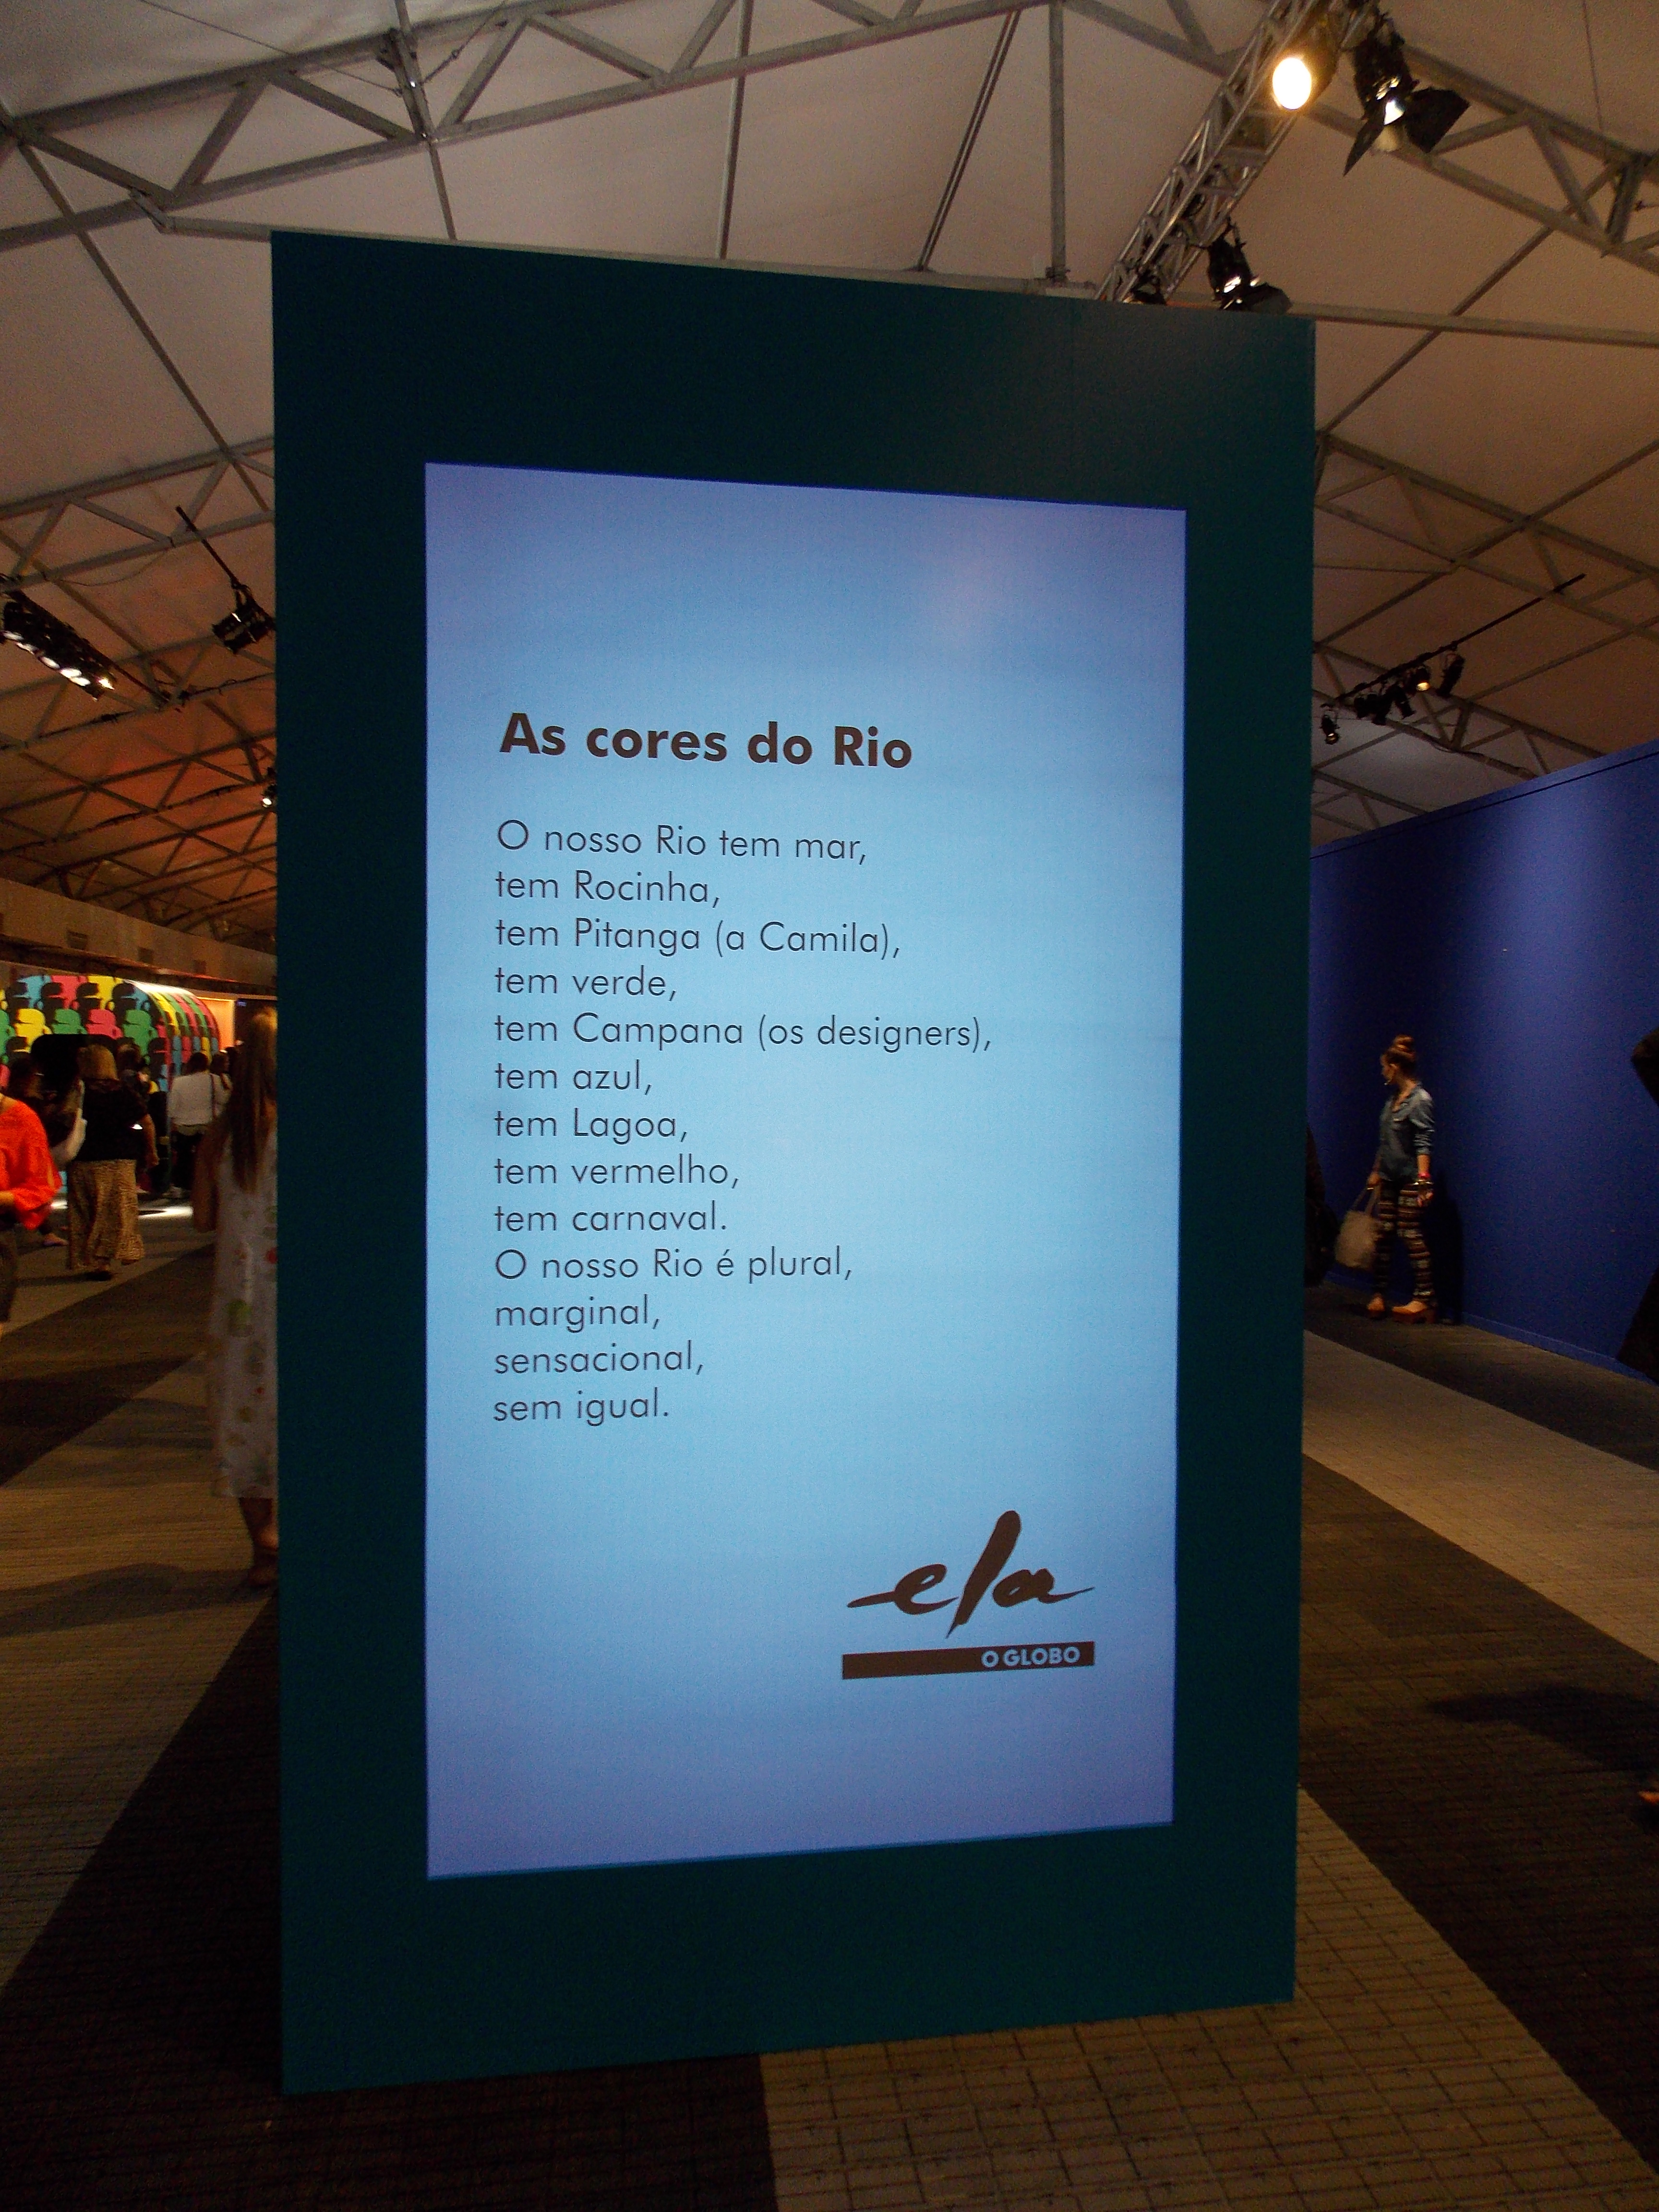 As cores do Rio
O nosso Rio tem mar,
tem Rocinha,
tem Pitanga (a Camila),
tem verde,
tem Campana (os designers),
tem azul,
tem Lagoa,
tem vermelho,
tem carnaval.
O nosso Rio é plural,
marginal,
sensacional,
sem igual.
ela
O GLOBO